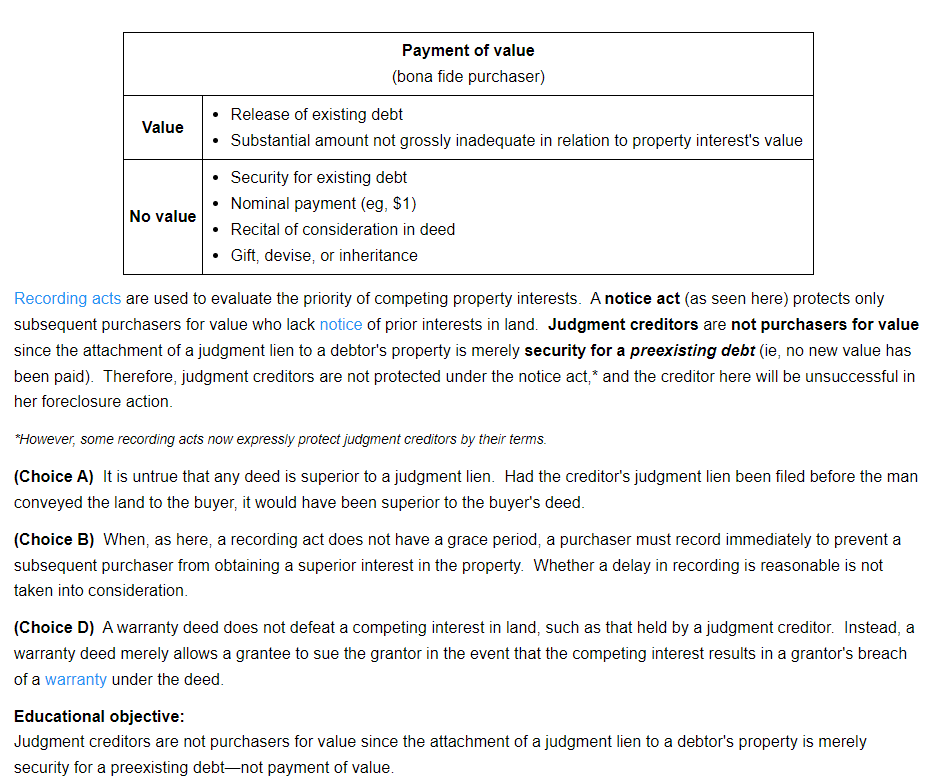 Payment of value
(bona fide purchaser)
Value
• Release of existing debt
• Substantial amount not grossly inadequate in relation to property interest's value
No value
• Security for existing debt
• Nominal payment (eg, $1)
• Recital of consideration in deed
• Gift, devise, or inheritance
Recording acts are used to evaluate the priority of competing property interests.  A notice act (as seen here) protects only
subsequent purchasers for value who lack notice of prior interests in land.  Judgment creditors are not purchasers for value
since the attachment of a judgment lien to a debtor's property is merely security for a preexisting debt (ie, no new value has
been paid).  Therefore, judgment creditors are not protected under the notice act,* and the creditor here will be unsuccessful in
her foreclosure action.
*However, some recording acts now expressly protect judgment creditors by their terms.
(Choice A)  It is untrue that any deed is superior to a judgment lien.  Had the creditor's judgment lien been filed before the man
conveyed the land to the buyer, it would have been superior to the buyer's deed.
(Choice B)  When, as here, a recording act does not have a grace period, a purchaser must record immediately to prevent a
subsequent purchaser from obtaining a superior interest in the property.  Whether a delay in recording is reasonable is not
taken into consideration.
(Choice D)  A warranty deed does not defeat a competing interest in land, such as that held by a judgment creditor.  Instead, a
warranty deed merely allows a grantee to sue the grantor in the event that the competing interest results in a grantor's breach
of a warranty under the deed.
Educational objective:
Judgment creditors are not purchasers for value since the attachment of a judgment lien to a debtor's property is merely
security for a preexisting debt—not payment of value.